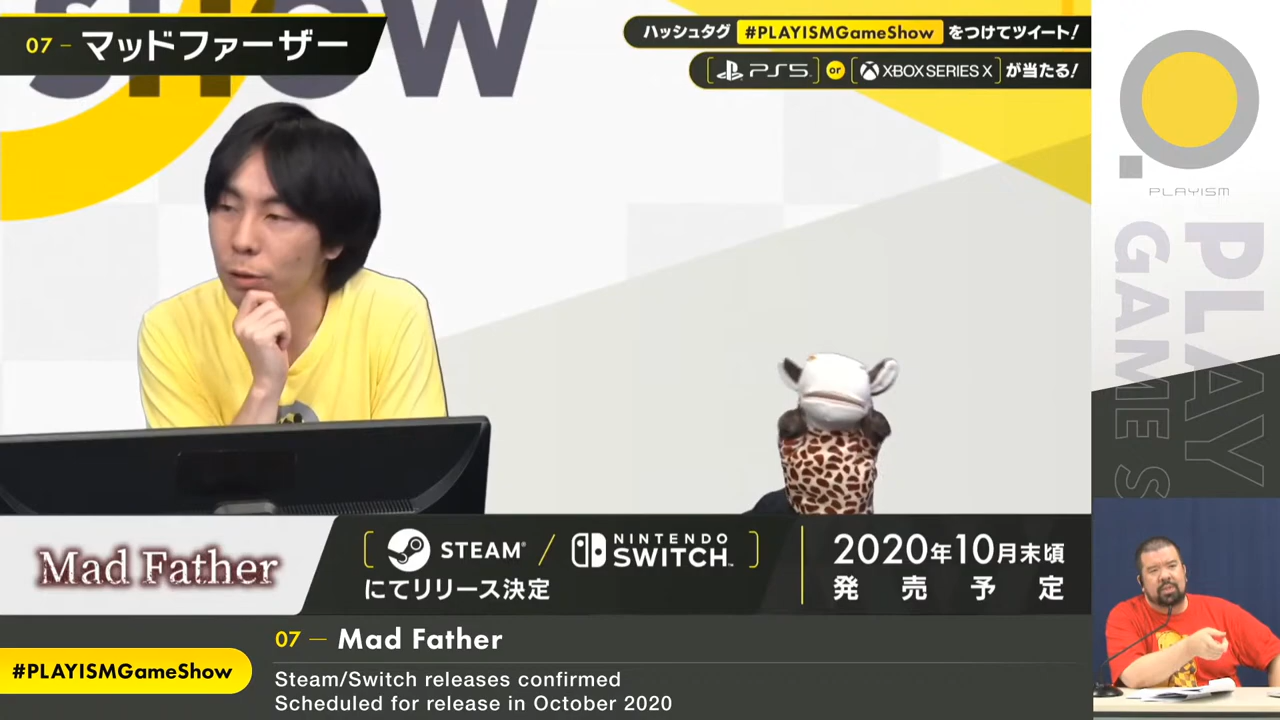 SHOW
07 – マッドファーザー
ハッシュタグ #PLAYISMGameShow をつけてツイート!
PS5 or XBOX SERIES X が当たる!
PLAYISM
PLAY
GAME S
Mad Father
STEAM® / NINTENDO SWITCH™
にてリリース決定
2020年10月末頃
発売予定
07 — Mad Father
#PLAYISMGameShow
Steam/Switch releases confirmed
Scheduled for release in October 2020